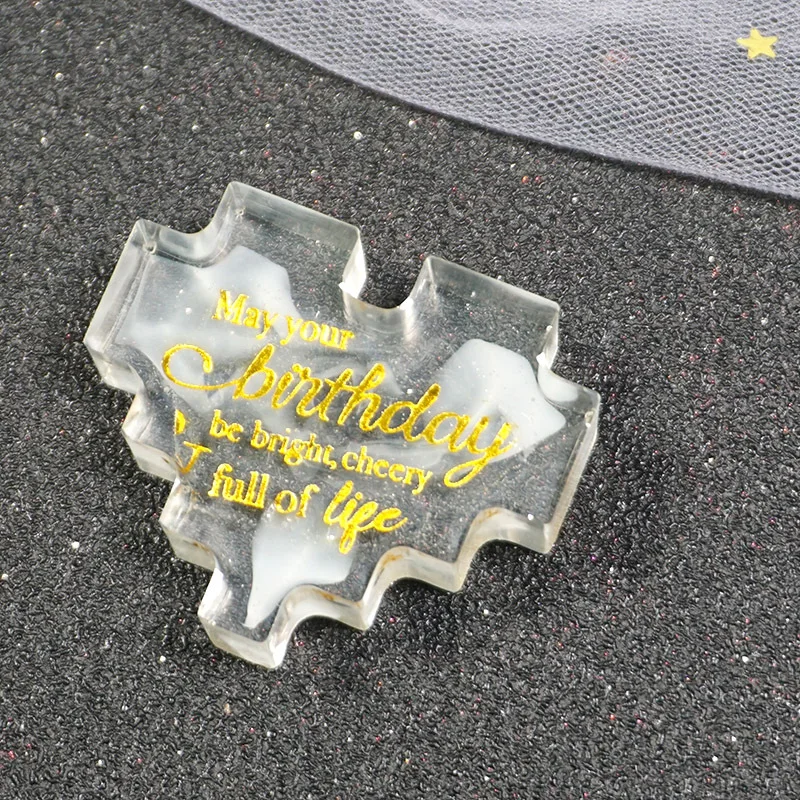 May your
birthday
be bright, cheery
full of life